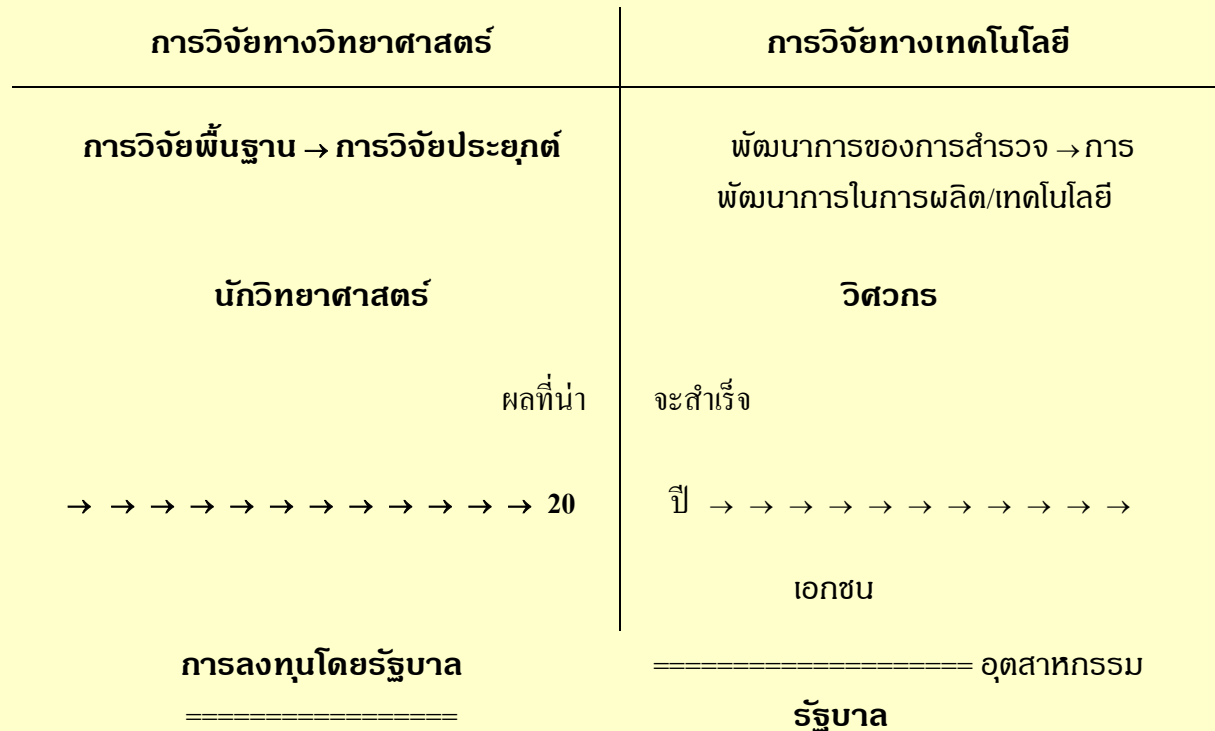 การวิจัยทางวิทยาศาสตร์ การวิจัยทางเทคโนโลยี
การวิจัยพื้นฐาน → การวิจัยประยุกต์ พัฒนาการของการสำรวจ → การ
พัฒนาการในการผลิต/เทคโนโลยี
นักวิทยาศาสตร์ วิศวกร
ผลที่น่า จะสำเร็จ
→ → → → → → → → → → → → 20 ปี → → → → → → → → → → →
เอกชน
การลงทุนโดยรัฐบาล ==================== อุตสาหกรรม
================= รัฐบาล